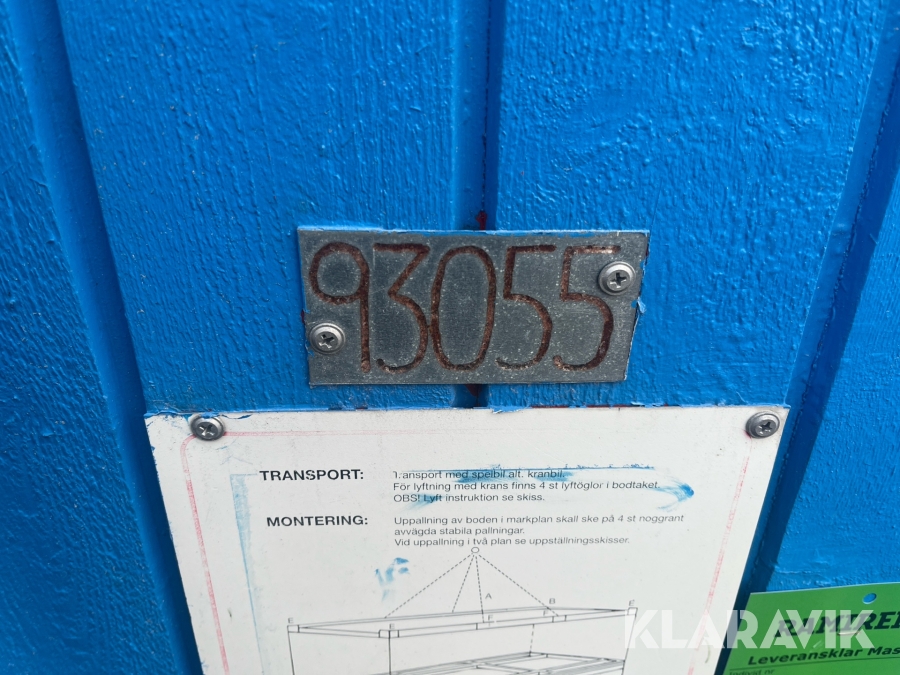 93055
TRANSPORT: Transport med spelbil alt. kranbil.
För lyftning med krans finns 4 st lyftöglor i bodtaket.
OBS! Lyft instruktion se skiss.
MONTERING: Uppallning av boden i markplan skall ske på 4 st noggrant
avvägda stabila pallningar.
Vid uppallning i två plan se uppställningsskisser.
A
B
E
E
KLARAVIK
Leveransklar